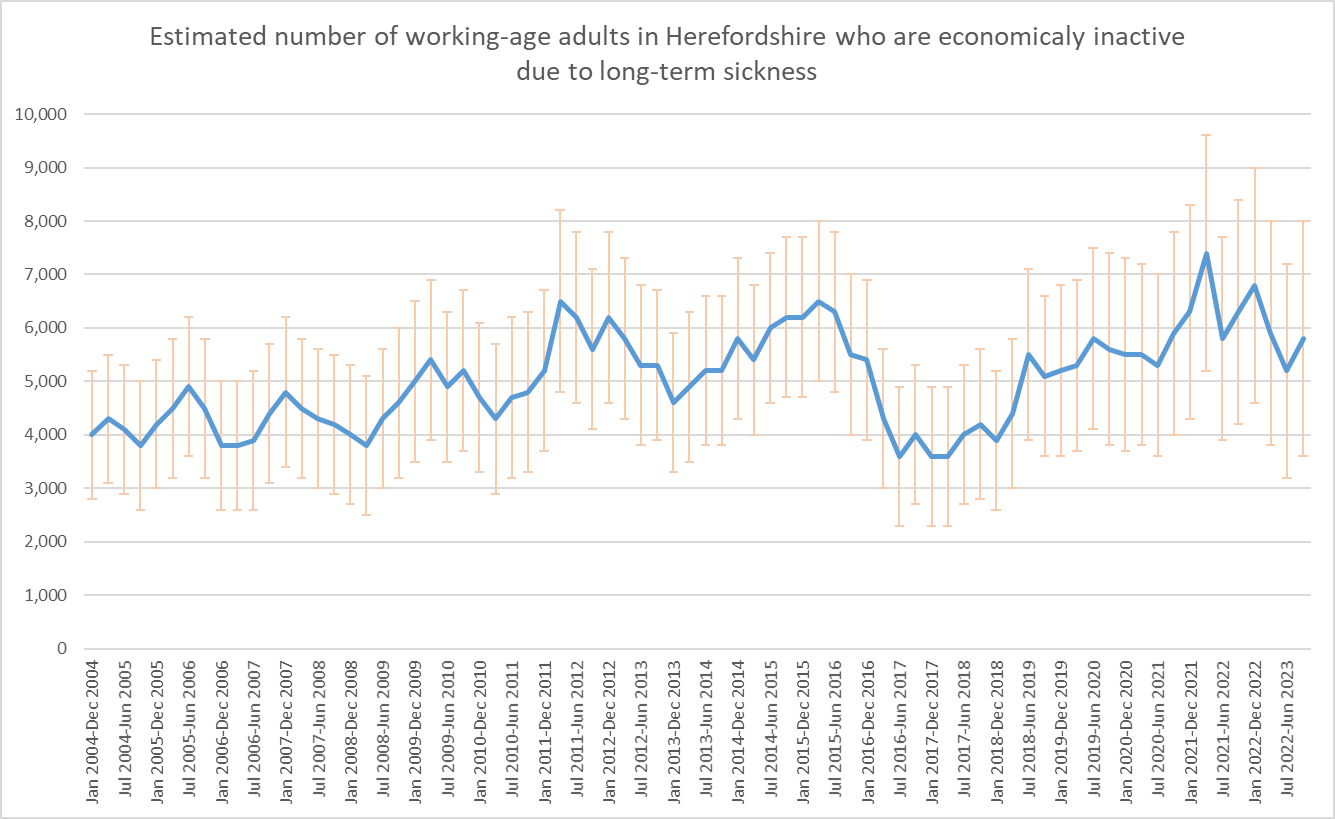 Estimated number of working-age adults in Herefordshire who are economicaly inactive
due to long-term sickness
10,000
9,000
8,000
7,000
6,000
5,000
4,000
3,000
2,000
1,000
0
Jan 2004-Dec 2004
Jul 2004-Jun 2005
Jan 2005-Dec 2005
Jul 2005-Jun 2006
Jan 2006-Dec 2006
Jul 2006-Jun 2007
Jan 2007-Dec 2007
Jul 2007-Jun 2008
Jan 2008-Dec 2008
Jul 2008-Jun 2009
Jan 2009-Dec 2009
Jul 2009-Jun 2010
Jan 2010-Dec 2010
Jul 2010-Jun 2011
Jan 2011-Dec 2011
Jul 2011-Jun 2012
Jan 2012-Dec 2012
Jul 2012-Jun 2013
Jan 2013-Dec 2013
Jul 2013-Jun 2014
Jan 2014-Dec 2014
Jul 2014-Jun 2015
Jan 2015-Dec 2015
Jul 2015-Jun 2016
Jan 2016-Dec 2016
Jul 2016-Jun 2017
Jan 2017-Dec 2017
Jul 2017-Jun 2018
Jan 2018-Dec 2018
Jul 2018-Jun 2019
Jan 2019-Dec 2019
Jul 2019-Jun 2020
Jan 2020-Dec 2020
Jul 2020-Jun 2021
Jan 2021-Dec 2021
Jul 2021-Jun 2022
Jan 2022-Dec 2022
Jul 2022-Jun 2023